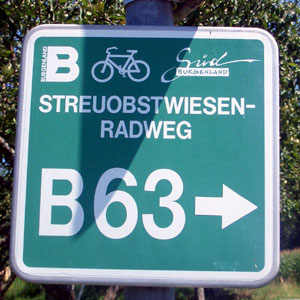 BURGENLAND
B
Süd
BURGENLAND
STREUOBSTWIESEN-
RADWEG
B63